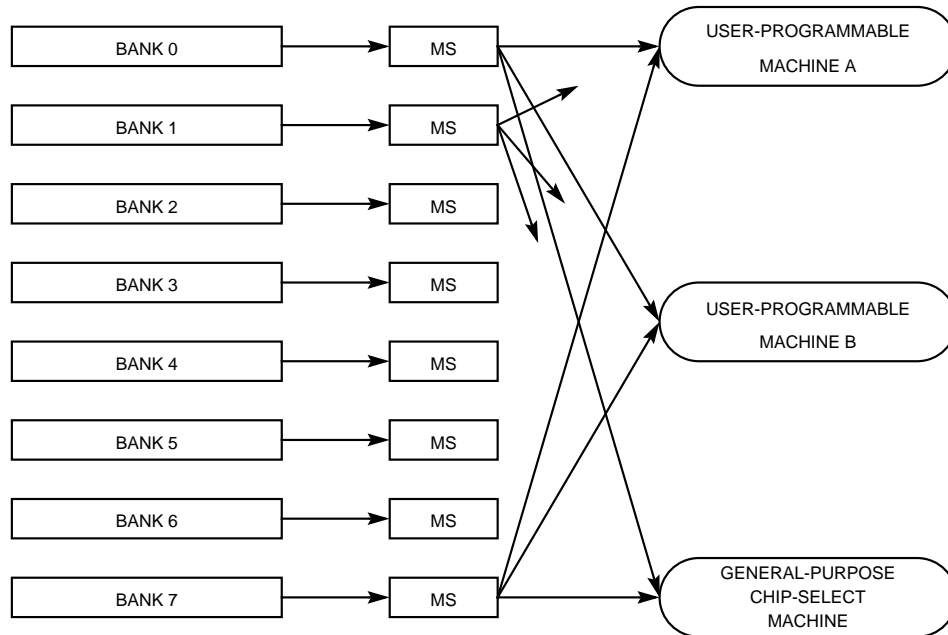 BANK 0
MS
USER-PROGRAMMABLE
MACHINE A
BANK 1
MS
BANK 2
MS
BANK 3
MS
USER-PROGRAMMABLE
MACHINE B
BANK 4
MS
BANK 5
MS
BANK 6
MS
BANK 7
MS
GENERAL-PURPOSE
CHIP-SELECT
MACHINE